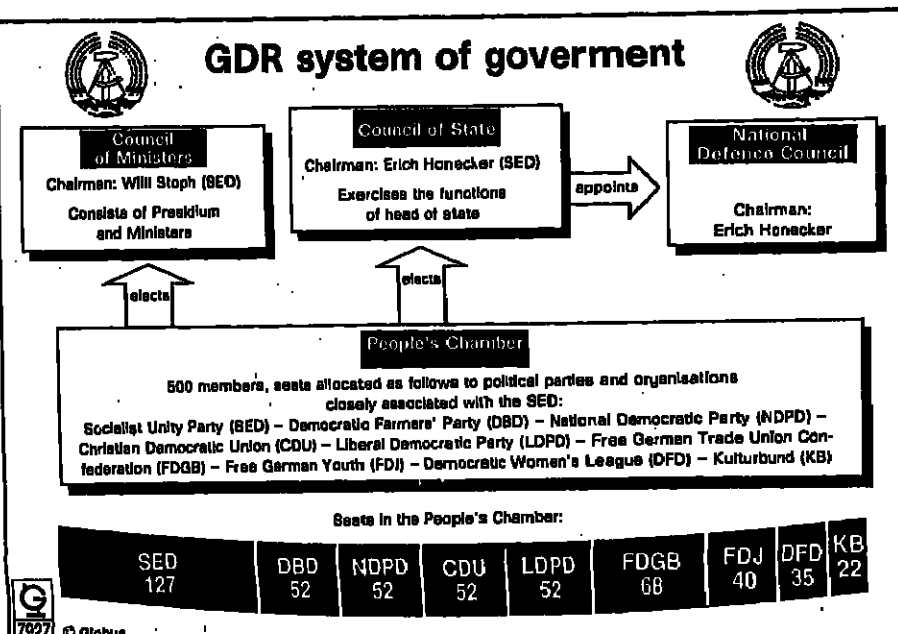 GDR system of goverment
Council
of Ministers
Chairman: Willi Stoph (SED)
Consists of Presidium
and Ministers
Council of State
Chairman: Erich Honecker (SED)
Exercises the functions
of head of state
appoints
National
Defence Council
Chairman:
Erich Honecker
elects
elects
People's Chamber
500 members, seats allocated as follows to political parties and organisations
closely associated with the SED:
Socialist Unity Party (SED) – Democratic Farmers' Party (DBD) – National Democratic Party (NDPD) –
Christian Democratic Union (CDU) – Liberal Democratic Party (LDPD) – Free German Trade Union Con-
federation (FDGB) – Free German Youth (FDJ) – Democratic Women's League (DFD) – Kulturbund (KB)
Seats in the People's Chamber:
SED
127
DBD
52
NDPD
52
CDU
52
LDPD
52
FDGB
68
FDJ
40
DFD
35
KB
22
7927 © Globus